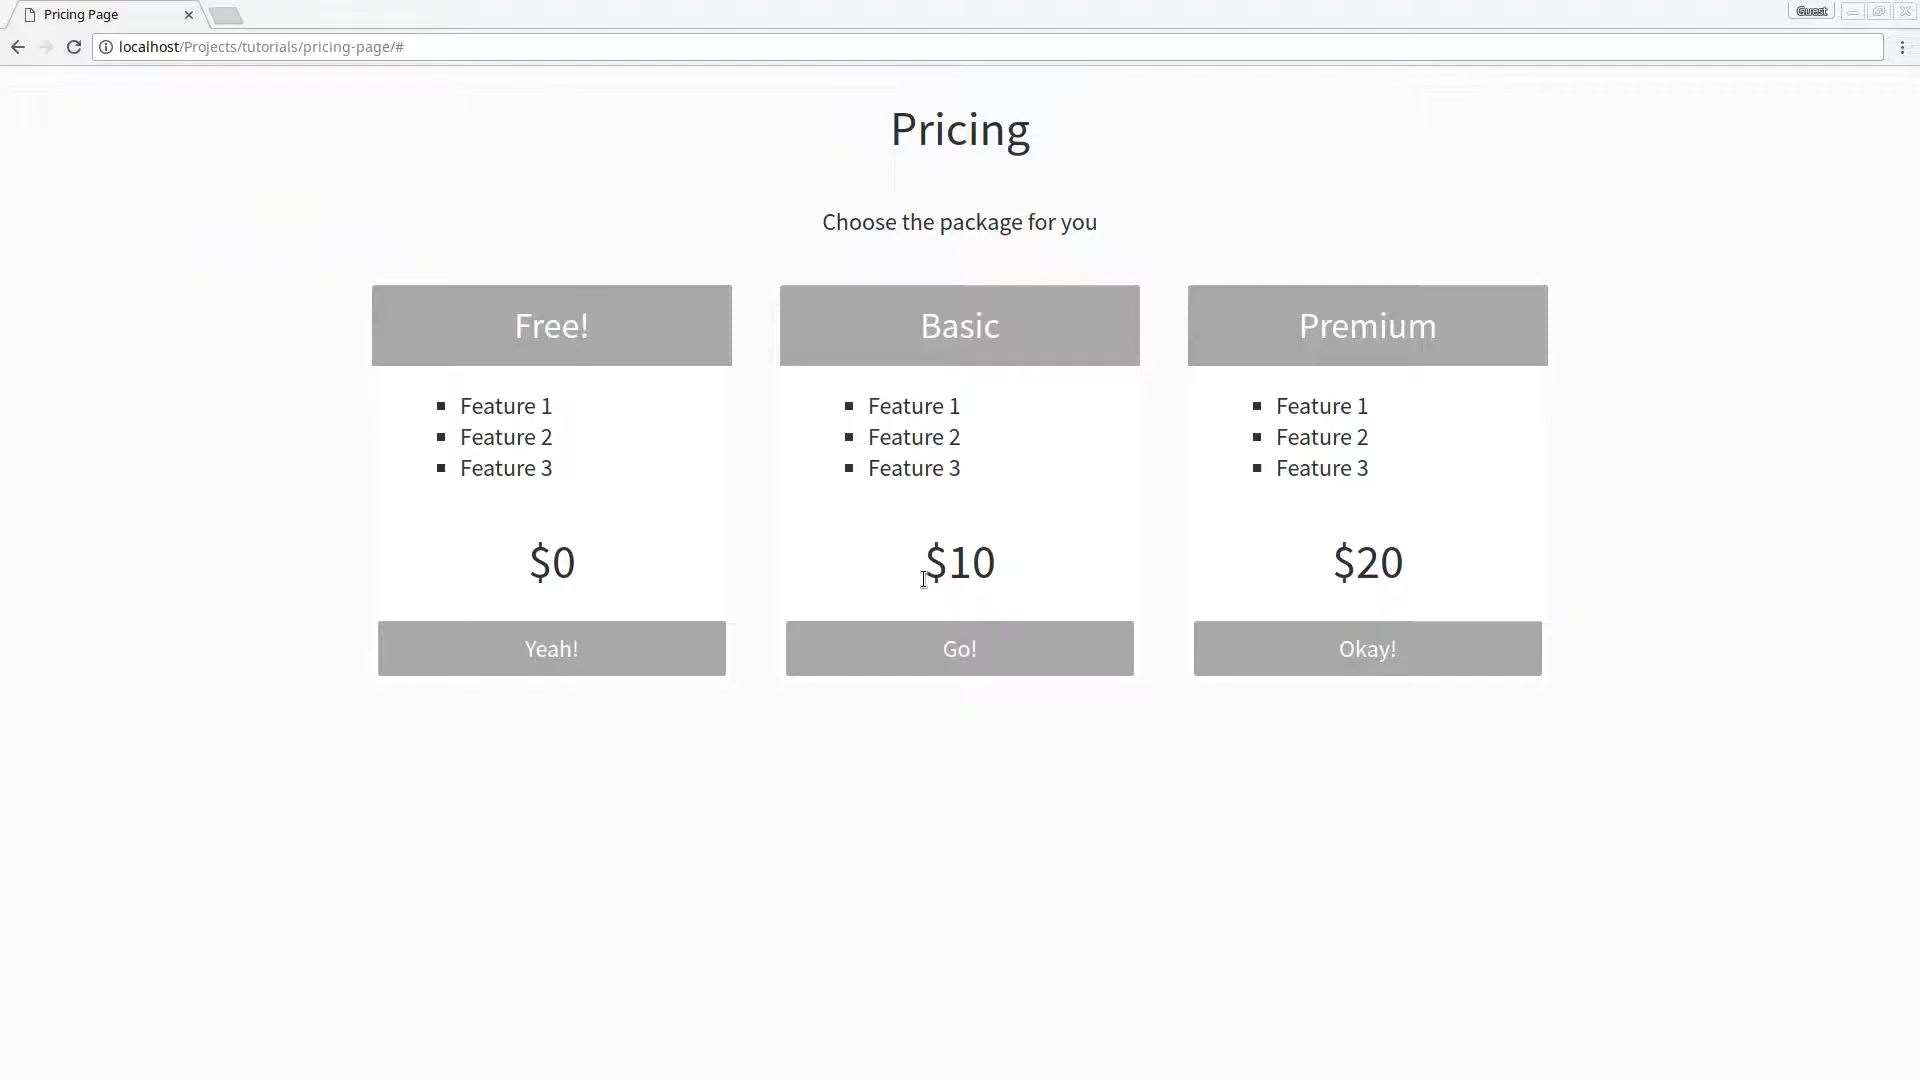 Pricing Page
Guest
localhost/Projects/tutorials/pricing-page/#
Pricing
Choose the package for you
Free!
Feature 1
Feature 2
Feature 3
$0
Yeah!
Basic
Feature 1
Feature 2
Feature 3
$10
Go!
Premium
Feature 1
Feature 2
Feature 3
$20
Okay!